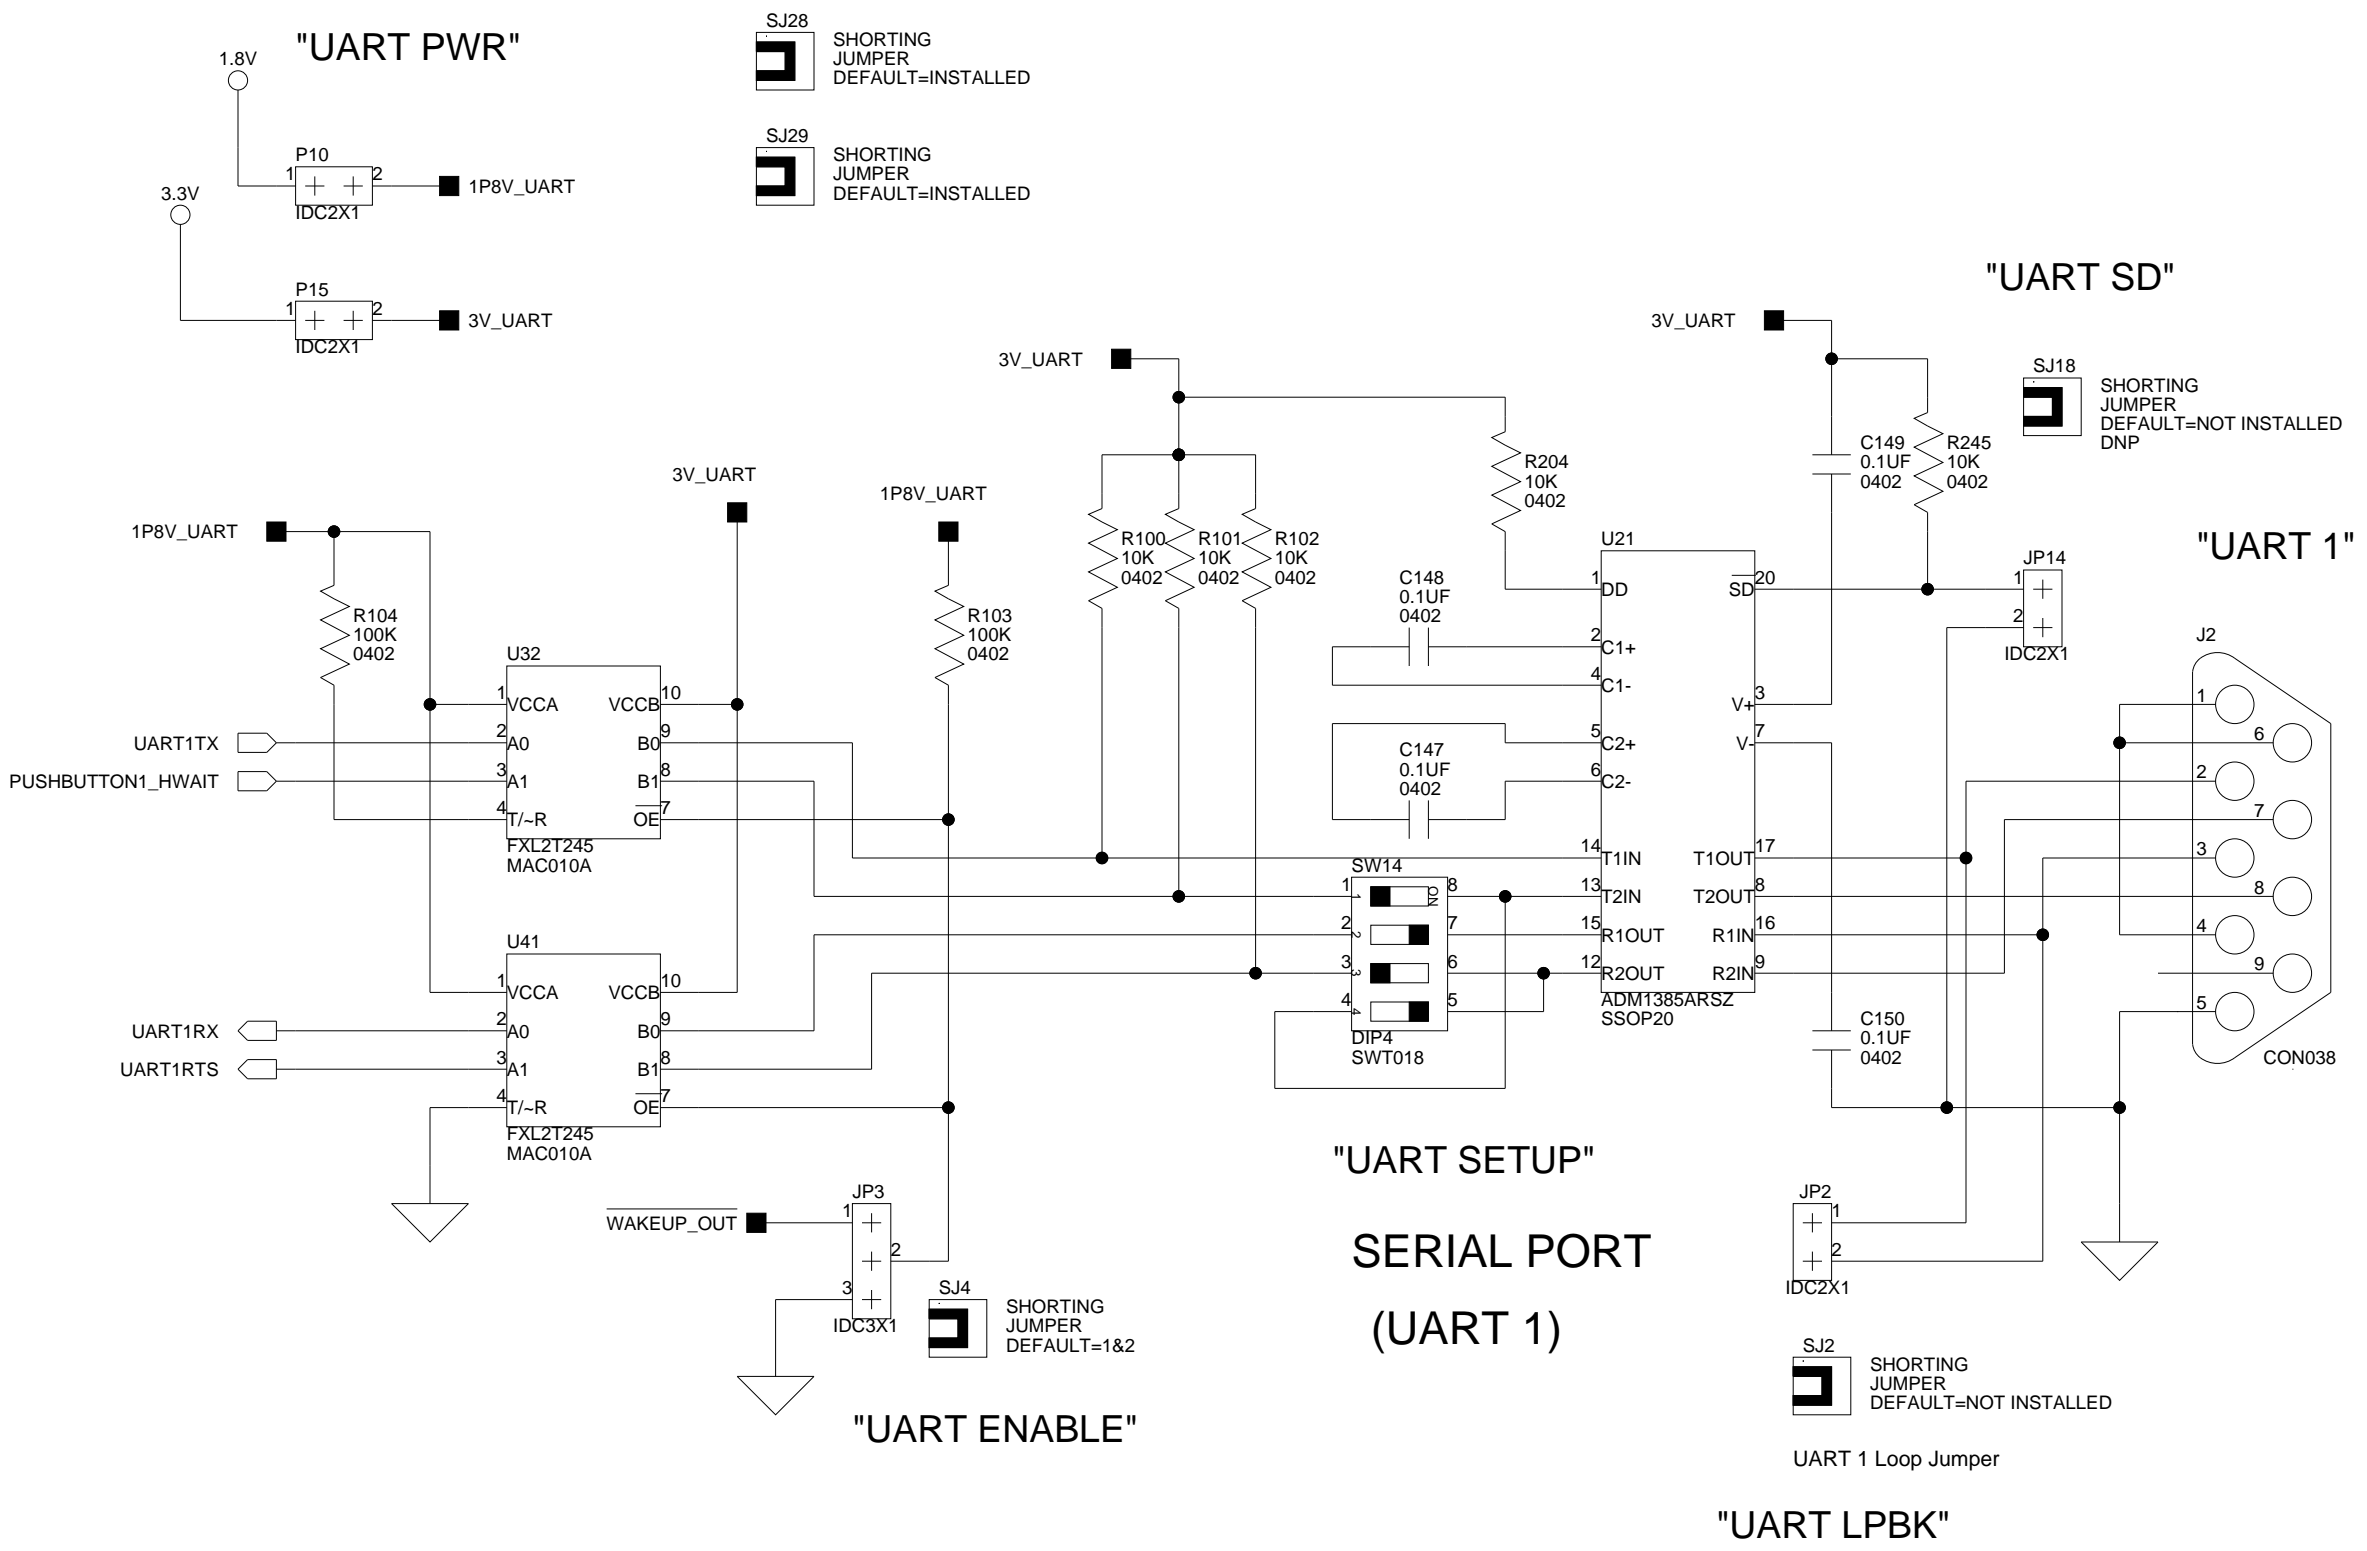 "UART PWR"
1.8V
P10
1
2
1P8V_UART
IDC2X1
3.3V
P15
1
2
3V_UART
IDC2X1
SJ28
SHORTING
JUMPER
DEFAULT=INSTALLED
SJ29
SHORTING
JUMPER
DEFAULT=INSTALLED
"UART SD"
3V_UART
3V_UART
SJ18
SHORTING
JUMPER
DEFAULT=NOT INSTALLED
DNP
C149
0.1UF
0402
R245
10K
0402
R204
10K
0402
3V_UART
1P8V_UART
1P8V_UART
R104
100K
0402
R103
100K
0402
R100
10K
0402
R101
10K
0402
R102
10K
0402
C148
0.1UF
0402
C147
0.1UF
0402
U32
1
VCCA
VCCB
10
2
A0
B0
9
3
A1
B1
8
4
T/~R
OE
7
FXL2T245
MAC010A
UART1TX
PUSHBUTTON1_HWAIT
U41
1
VCCA
VCCB
10
2
A0
B0
9
3
A1
B1
8
4
T/~R
OE
7
FXL2T245
MAC010A
UART1RX
UART1RTS
U21
1
DD
SD
20
2
C1+
4
C1-
V+
3
5
C2+
V-
7
6
C2-
14
T1IN
T1OUT
17
13
T2IN
T2OUT
8
15
R1OUT
R1IN
16
12
R2OUT
R2IN
9
ADM1385ARSZ
SSOP20
SW14
1
1
ON
8
2
2
7
3
3
6
4
4
5
DIP4
SWT018
JP14
1
2
IDC2X1
"UART 1"
J2
1
6
2
7
3
8
4
9
5
CON038
C150
0.1UF
0402
"UART SETUP"
SERIAL PORT
(UART 1)
WAKEUP_OUT
JP3
1
2
3
IDC3X1
SJ4
SHORTING
JUMPER
DEFAULT=1&2
"UART ENABLE"
JP2
1
2
IDC2X1
SJ2
SHORTING
JUMPER
DEFAULT=NOT INSTALLED
UART 1 Loop Jumper
"UART LPBK"